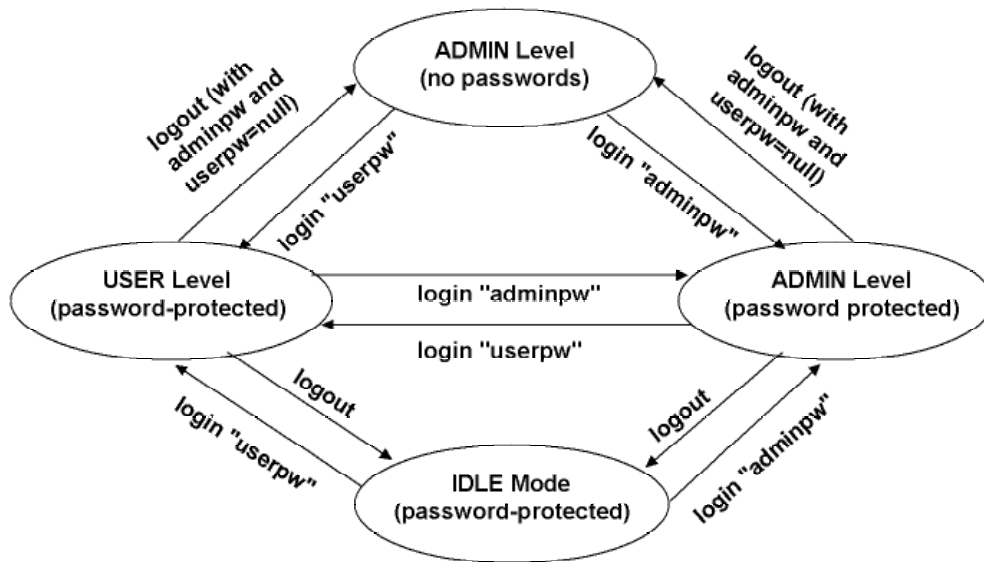 ADMIN Level
(no passwords)
logout (with
adminpw and
userpw=null)
logout (with
adminpw and
userpw=null)
login "userpw"
login "adminpw"
USER Level
(password-protected)
login "adminpw"
login "userpw"
ADMIN Level
(password protected)
logout
login "userpw"
logout
login "adminpw"
IDLE Mode
(password-protected)